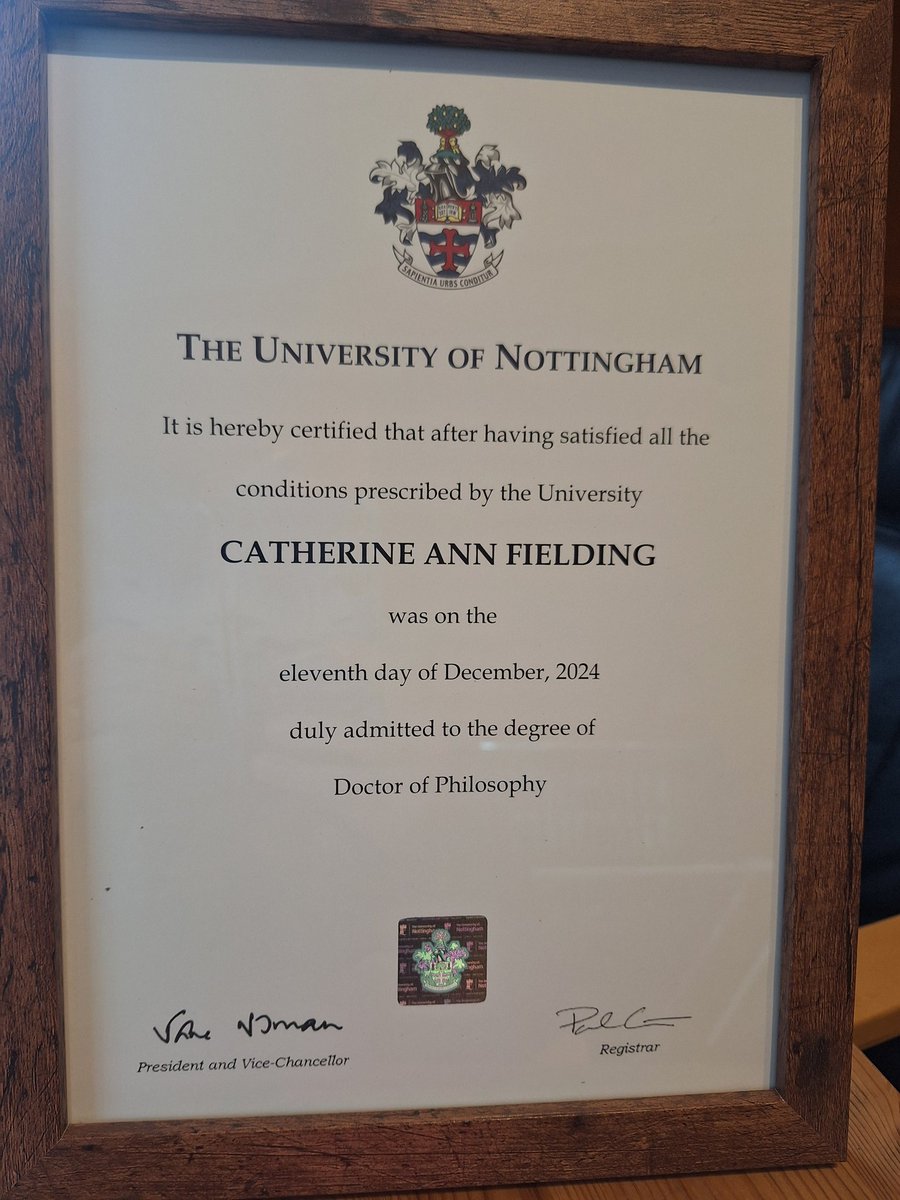 SAPIENTIA URBS CONDITUR
THE UNIVERSITY OF NOTTINGHAM
It is hereby certified that after having satisfied all the
conditions prescribed by the University
CATHERINE ANN FIELDING
was on the
eleventh day of December, 2024
duly admitted to the degree of
Doctor of Philosophy
President and Vice-Chancellor
Registrar